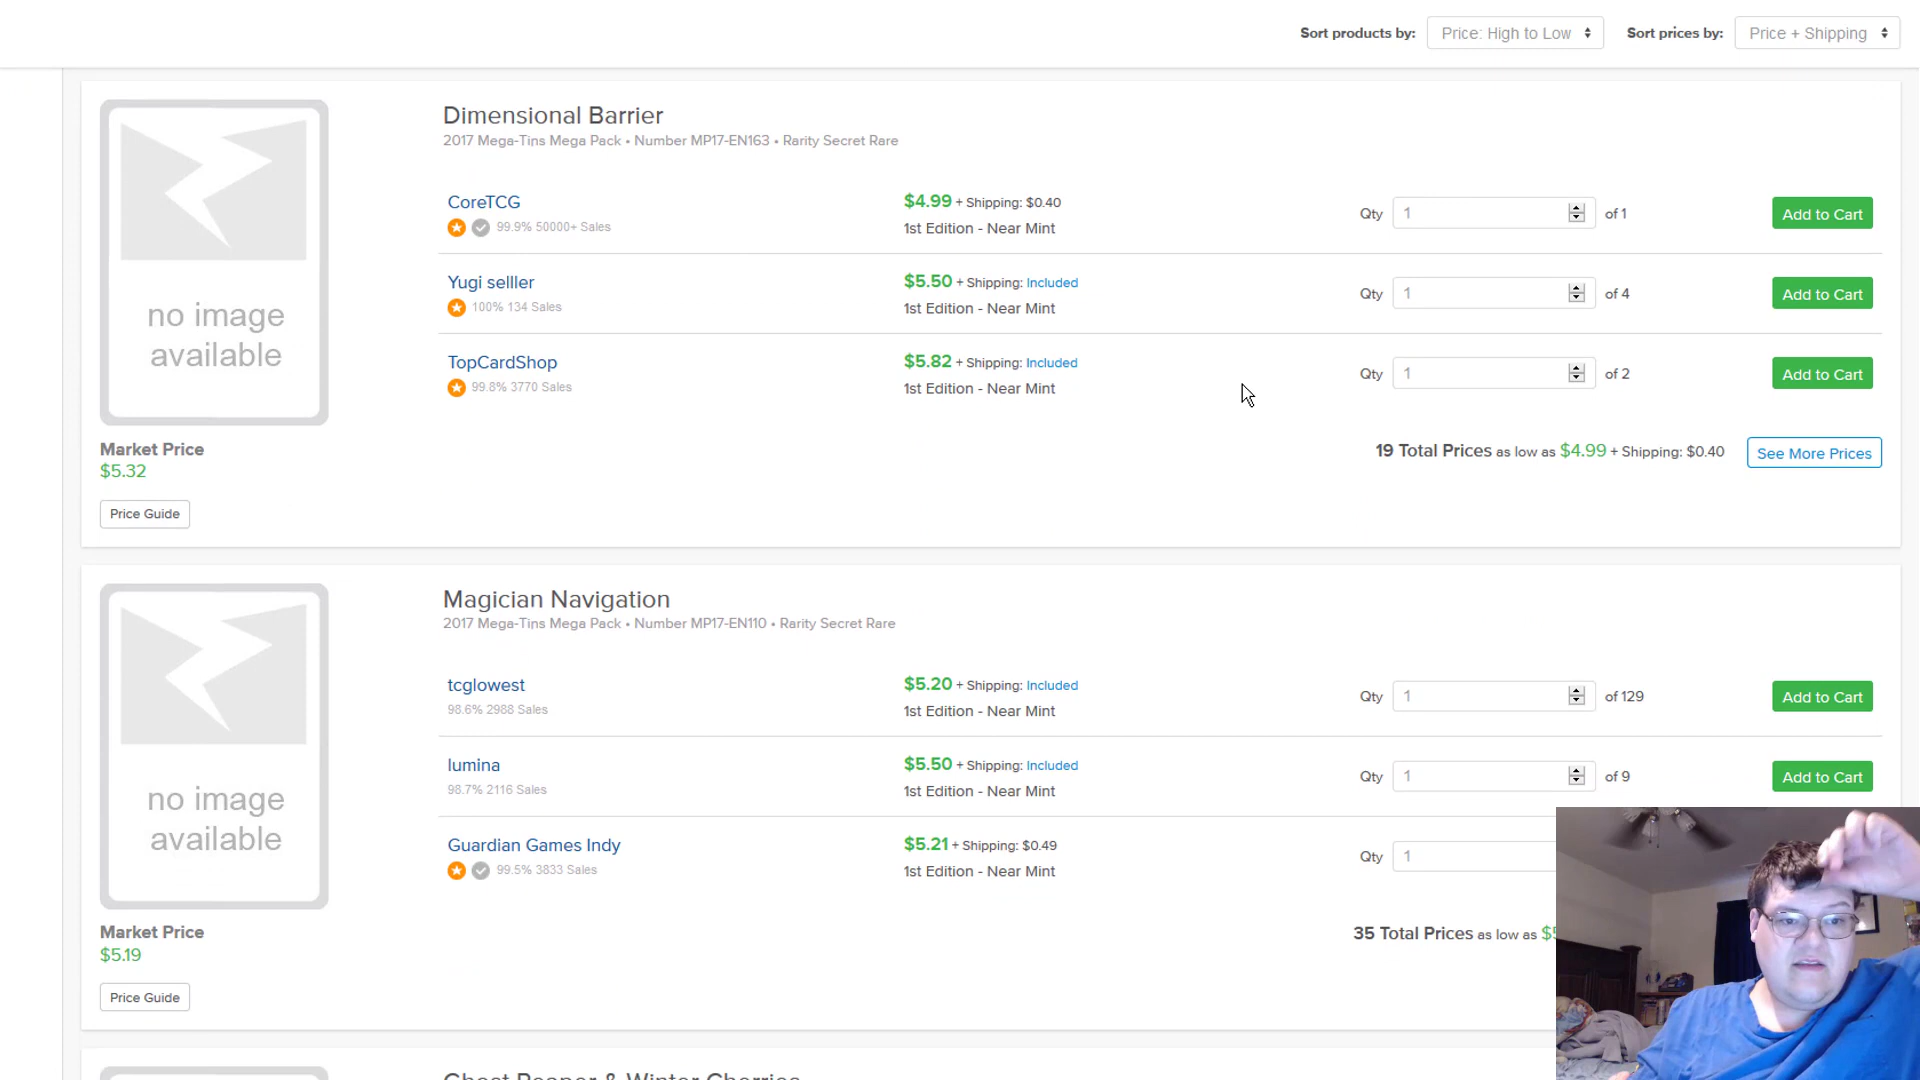 Sort products by: Price: High to Low Sort prices by: Price + Shipping
Dimensional Barrier
2017 Mega-Tins Mega Pack • Number MP17-EN163 • Rarity Secret Rare
no image
available
CoreTCG $4.99 + Shipping: $0.40 Qty 1 of 1 Add to Cart
99.9% 50000+ Sales 1st Edition - Near Mint
Yugi selller $5.50 + Shipping: Included Qty 1 of 4 Add to Cart
100% 134 Sales 1st Edition - Near Mint
TopCardShop $5.82 + Shipping: Included Qty 1 of 2 Add to Cart
99.8% 3770 Sales 1st Edition - Near Mint
Market Price
$5.32
19 Total Prices as low as $4.99 + Shipping: $0.40 See More Prices
Price Guide
Magician Navigation
2017 Mega-Tins Mega Pack • Number MP17-EN110 • Rarity Secret Rare
no image
available
tcglowest $5.20 + Shipping: Included Qty 1 of 129 Add to Cart
98.6% 2988 Sales 1st Edition - Near Mint
lumina $5.50 + Shipping: Included Qty 1 of 9 Add to Cart
98.7% 2116 Sales 1st Edition - Near Mint
Guardian Games Indy $5.21 + Shipping: $0.49 Qty 1
99.5% 3833 Sales 1st Edition - Near Mint
Market Price
$5.19
35 Total Prices as low as
Price Guide
Ghost Reaper & Winter Cherries